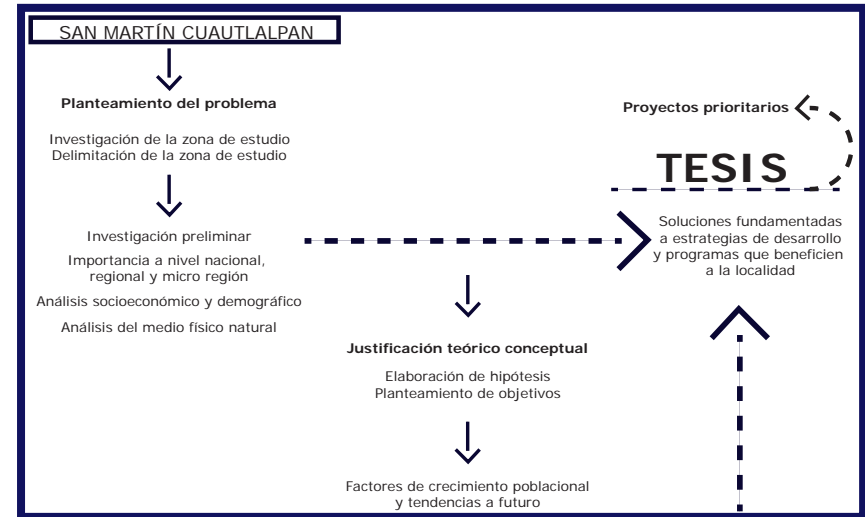 SAN MARTÍN CUAUTLALPAN
Planteamiento del problema
Investigación de la zona de estudio
Delimitación de la zona de estudio
Investigación preliminar
Importancia a nivel nacional,
regional y micro región
Análisis socioeconómico y demográfico
Análisis del medio físico natural
Justificación teórico conceptual
Elaboración de hipótesis
Planteamiento de objetivos
Factores de crecimiento poblacional
y tendencias a futuro
Proyectos prioritarios
TESIS
Soluciones fundamentadas
a estrategias de desarrollo
y programas que beneficien
a la localidad